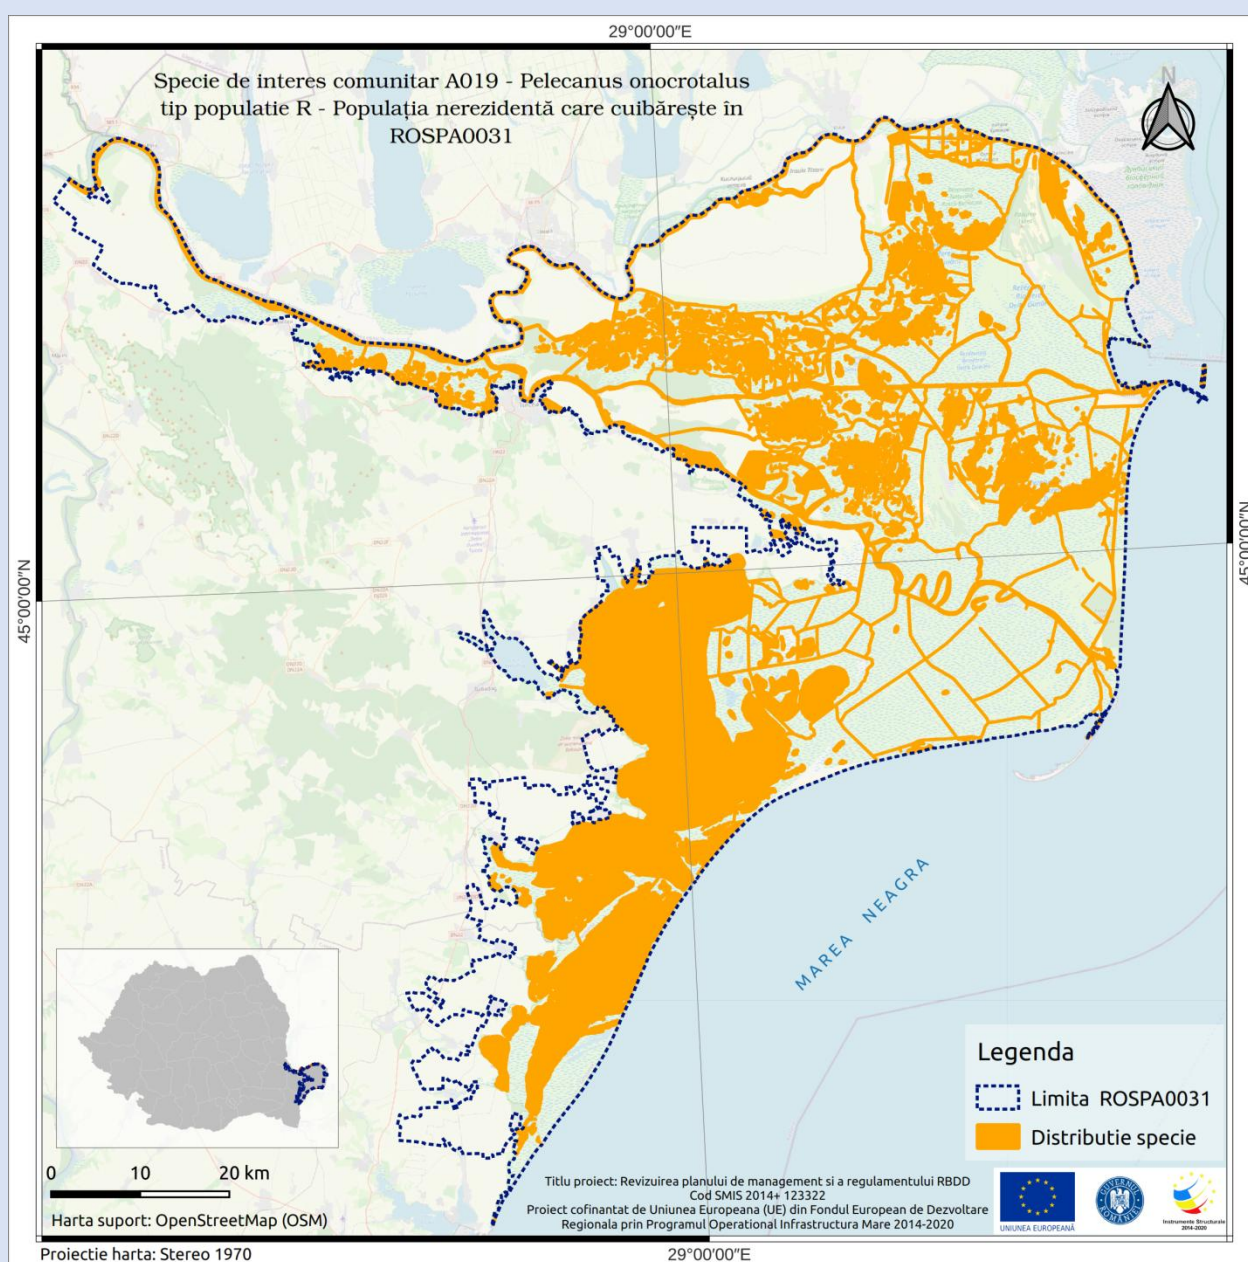 29°00′00″E
Specie de interes comunitar A019 - Pelecanus onocrotalus
tip populatie R - Populația nerezidentă care cuibărește în
ROSPA0031
N
45°00′00″N
45°00′00″N
MAREA NEAGRA
Legenda
Limita ROSPA0031
Distributie specie
0 10 20 km
Harta suport: OpenStreetMap (OSM)
Titlu proiect: Revizuirea planului de management si a regulamentului RBDD
Cod SMIS 2014+ 123322
Proiect cofinantat de Uniunea Europeana (UE) din Fondul European de Dezvoltare
Regionala prin Programul Operational Infrastructura Mare 2014-2020
UNIUNEA EUROPEANĂ
GUVERNUL ROMÂNIEI
Instrumente Structurale
2014-2020
Proiectie harta: Stereo 1970
29°00′00″E